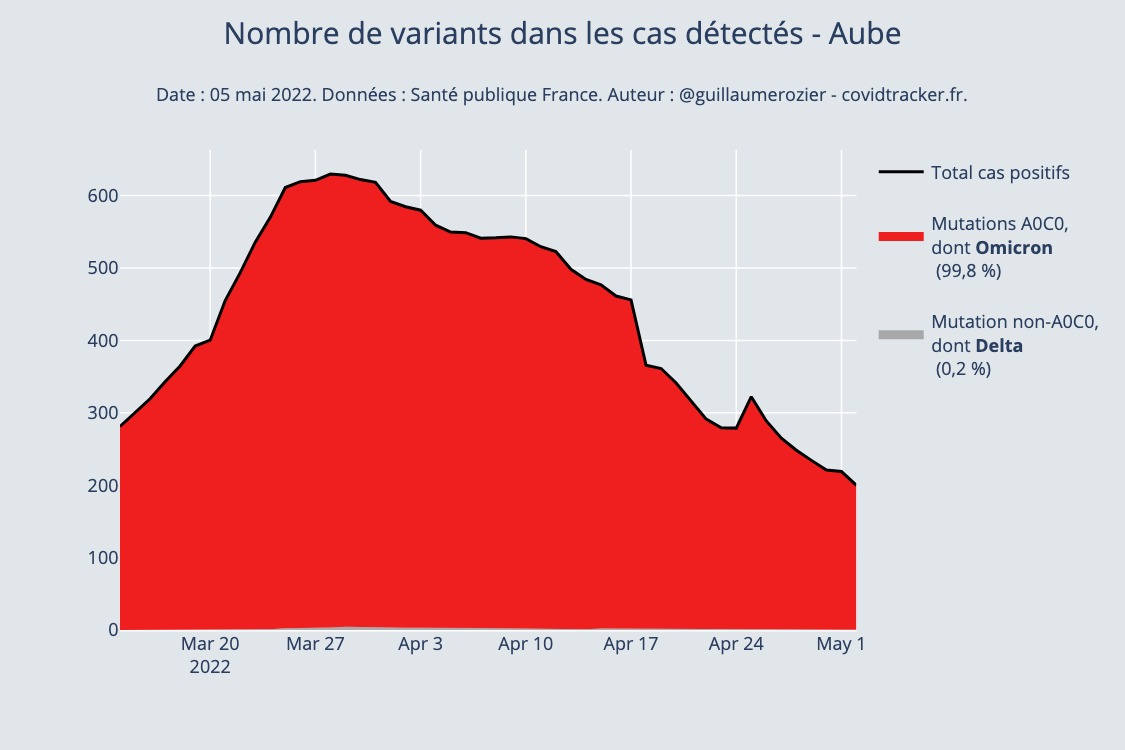 Nombre de variants dans les cas détectés - Aube
Date : 05 mai 2022. Données : Santé publique France. Auteur : @guillaumerozier - covidtracker.fr.
Total cas positifs
Mutations A0C0,
dont Omicron
(99,8 %)
Mutation non-A0C0,
dont Delta
(0,2 %)
600
500
400
300
200
100
0
Mar 20
2022
Mar 27
Apr 3
Apr 10
Apr 17
Apr 24
May 1